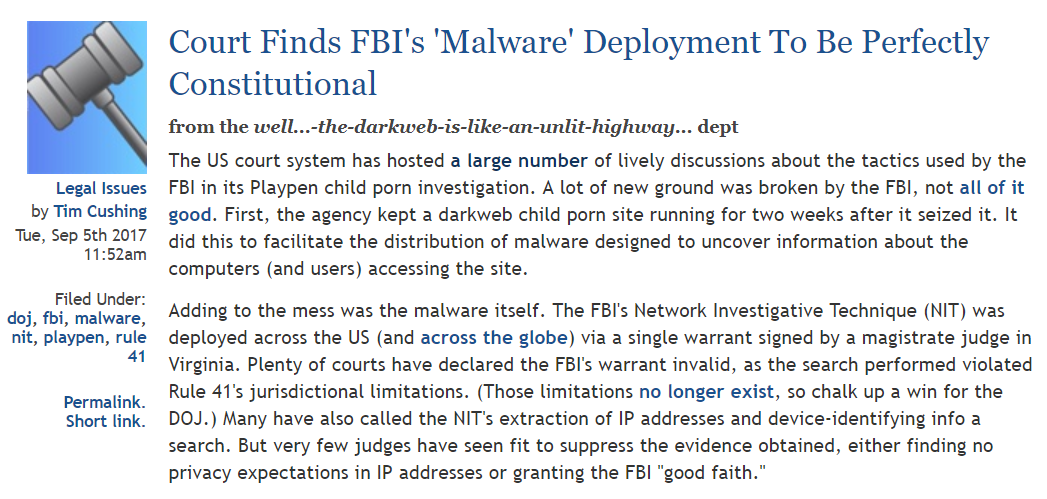 Court Finds FBI's 'Malware' Deployment To Be Perfectly
Constitutional
from the well...-the-darkweb-is-like-an-unlit-highway... dept
Legal Issues
by Tim Cushing
Tue, Sep 5th 2017
11:52am
Filed Under:
doj, fbi, malware,
nit, playpen, rule
41
Permalink.
Short link.
The US court system has hosted a large number of lively discussions about the tactics used by the
FBI in its Playpen child porn investigation. A lot of new ground was broken by the FBI, not all of it
good. First, the agency kept a darkweb child porn site running for two weeks after it seized it. It
did this to facilitate the distribution of malware designed to uncover information about the
computers (and users) accessing the site.
Adding to the mess was the malware itself. The FBI's Network Investigative Technique (NIT) was
deployed across the US (and across the globe) via a single warrant signed by a magistrate judge in
Virginia. Plenty of courts have declared the FBI's warrant invalid, as the search performed violated
Rule 41's jurisdictional limitations. (Those limitations no longer exist, so chalk up a win for the
DOJ.) Many have also called the NIT's extraction of IP addresses and device-identifying info a
search. But very few judges have seen fit to suppress the evidence obtained, either finding no
privacy expectations in IP addresses or granting the FBI "good faith."